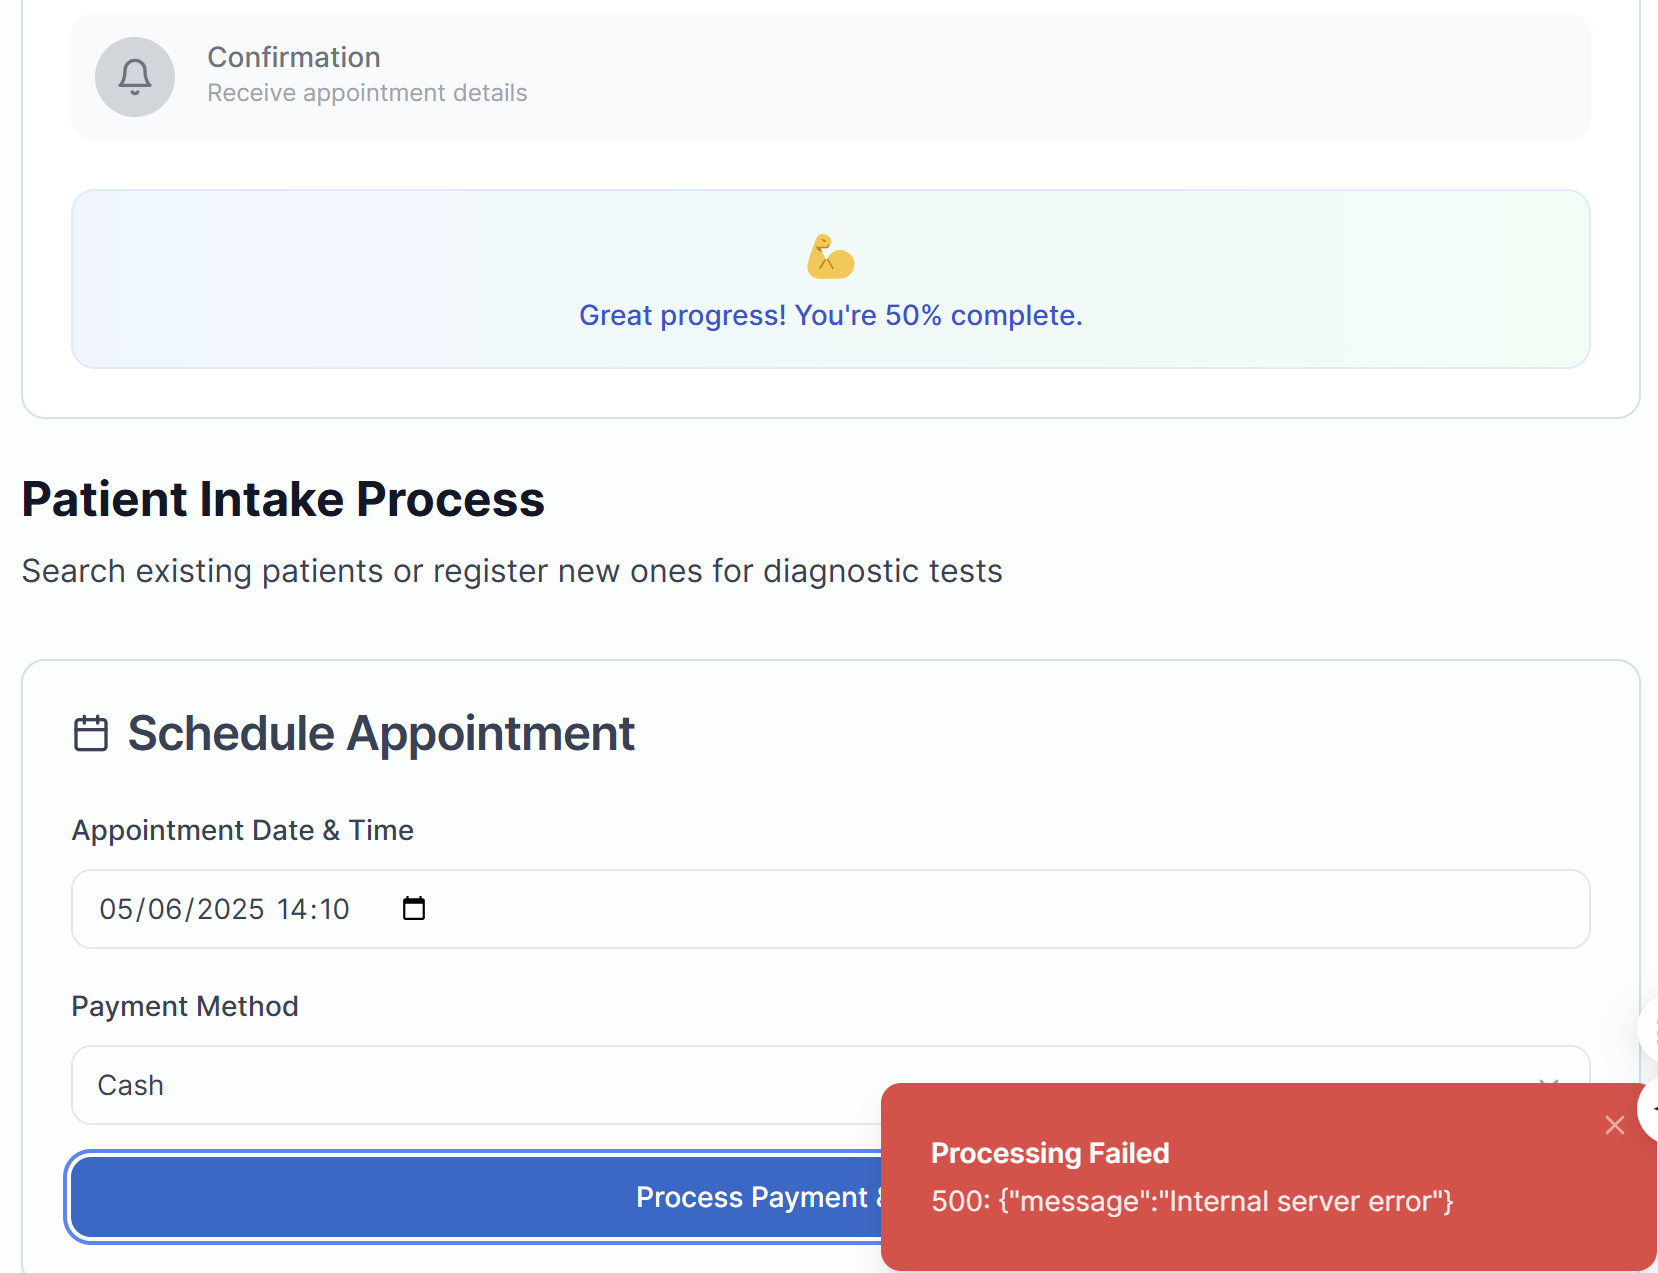 Confirmation
Receive appointment details
Great progress! You're 50% complete.
Patient Intake Process
Search existing patients or register new ones for diagnostic tests
Schedule Appointment
Appointment Date & Time
05/06/2025 14:10
Payment Method
Cash
Process Payment &
Processing Failed
500: {"message":"Internal server error"}